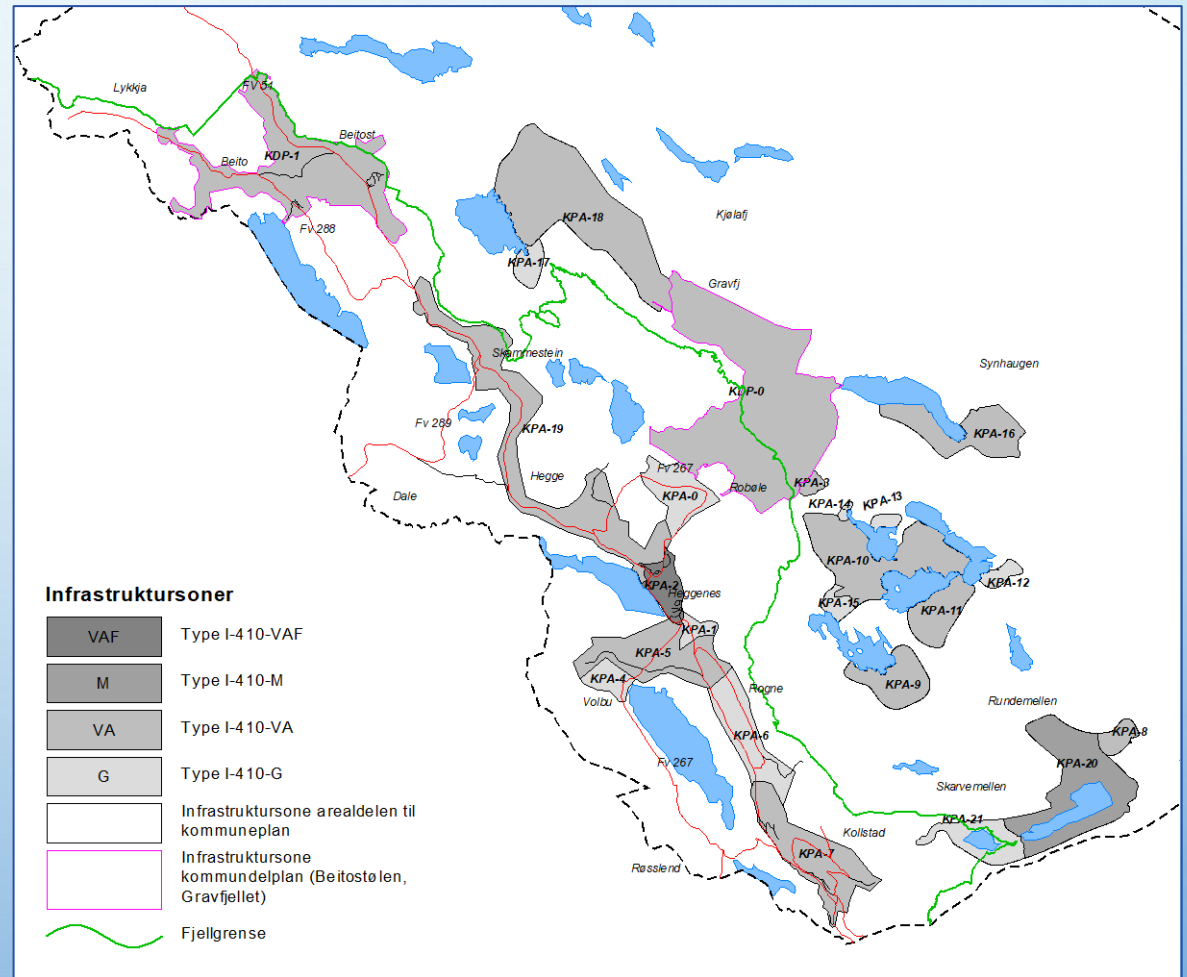 Lykkja
FV 51
Beitost
KDP-1
Beito
Fv 288
KPA-18
Kjølafj
KPA-17
Gravfj
Skammestein
Synhaugen
KDP-0
KPA-19
Fv 289
KPA-16
Hegge
Fv 267
Robøle
KPA-3
Dale
KPA-0
KPA-14
KPA-13
KPA-10
KPA-2
Heggenes
KPA-12
KPA-15
KPA-11
KPA-1
KPA-5
KPA-4
KPA-9
Rogne
Volbu
Rundemellen
KPA-6
KPA-8
Fv 267
KPA-20
Skarvemellen
KPA-21
Kollstad
KPA-7
Røsslend
Infrastruktursoner
VAF Type I-410-VAF
M Type I-410-M
VA Type I-410-VA
G Type I-410-G
Infrastruktursone arealdelen til
kommuneplan
Infrastruktursone
kommundelplan (Beitostølen,
Gravfjellet)
Fjellgrense